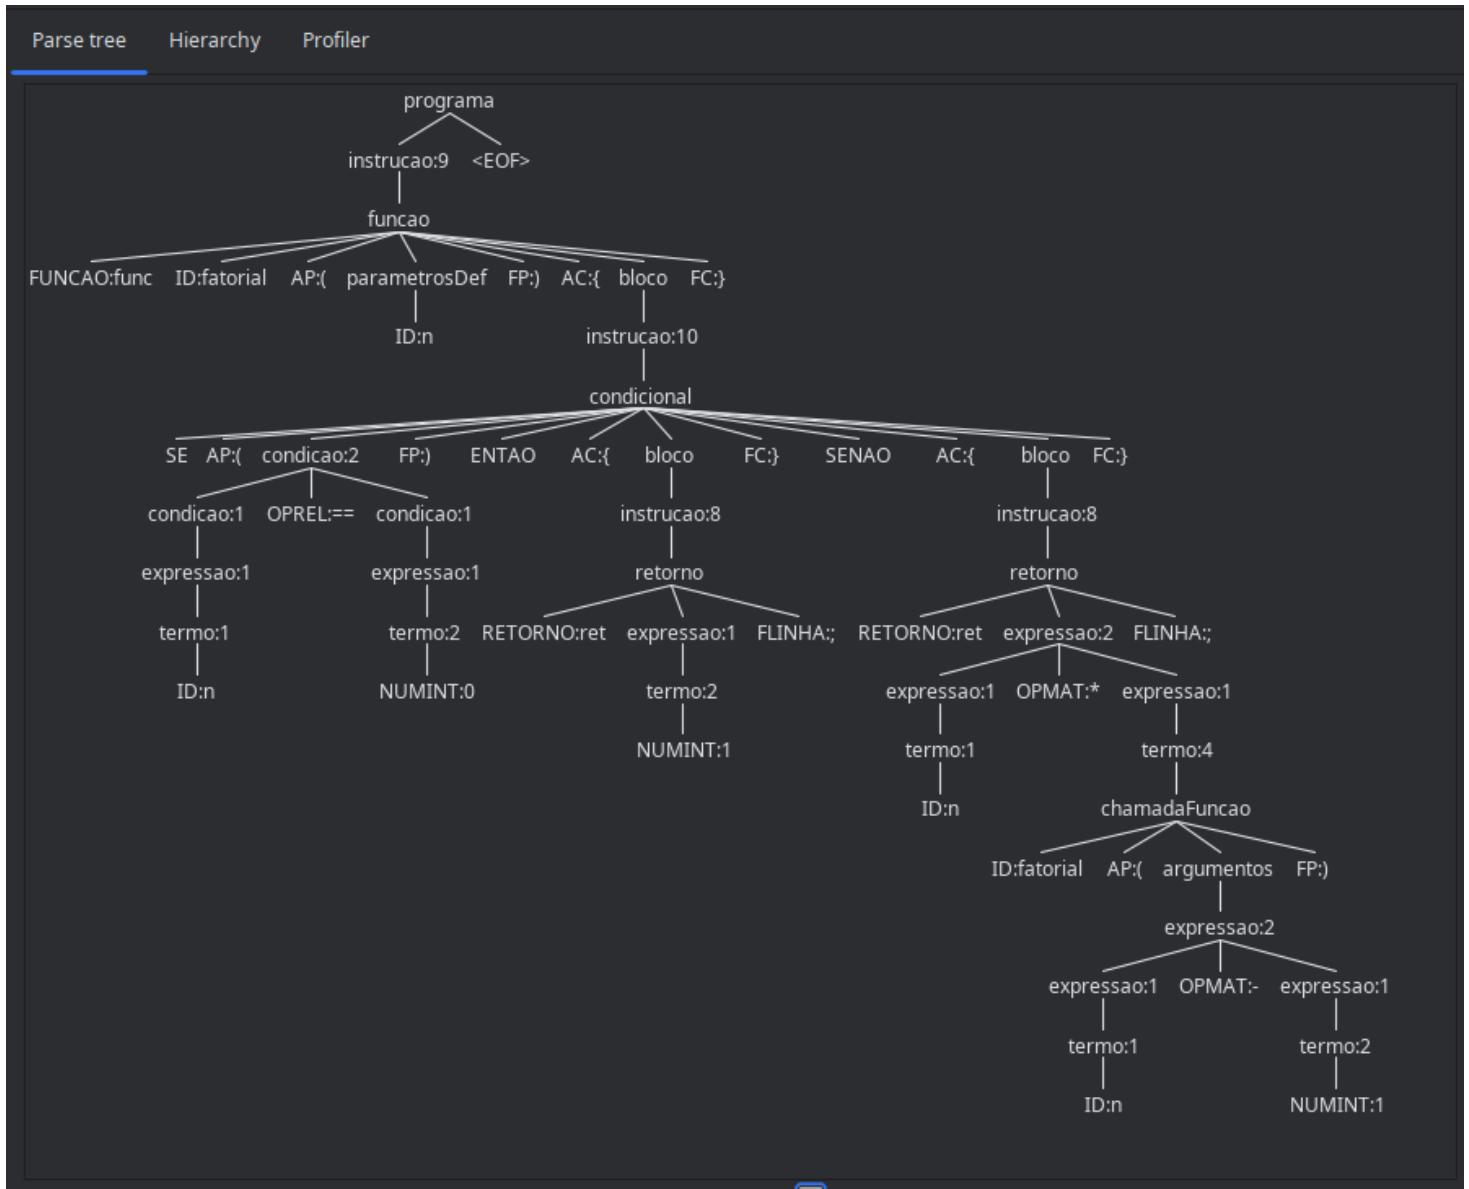 Parse tree Hierarchy Profiler
programa
instrucao:9 <EOF>
funcao
FUNCAO:func ID:fatorial AP:( parametrosDef FP:) AC:{ bloco FC:}
ID:n instrucao:10
condicional
SE AP:( condicao:2 FP:) ENTAO AC:{ bloco FC:} SENAO AC:{ bloco FC:}
condicao:1 OPREL:== condicao:1 instrucao:8 instrucao:8
expressao:1 expressao:1 retorno retorno
termo:1 termo:2 RETORNO:ret expressao:1 FLINHA:; RETORNO:ret expressao:2 FLINHA:;
ID:n NUMINT:0 termo:2 expressao:1 OPMAT:* expressao:1
NUMINT:1 termo:1 termo:4
ID:n chamadaFuncao
ID:fatorial AP:( argumentos FP:)
expressao:2
expressao:1 OPMAT:- expressao:1
termo:1 termo:2
ID:n NUMINT:1